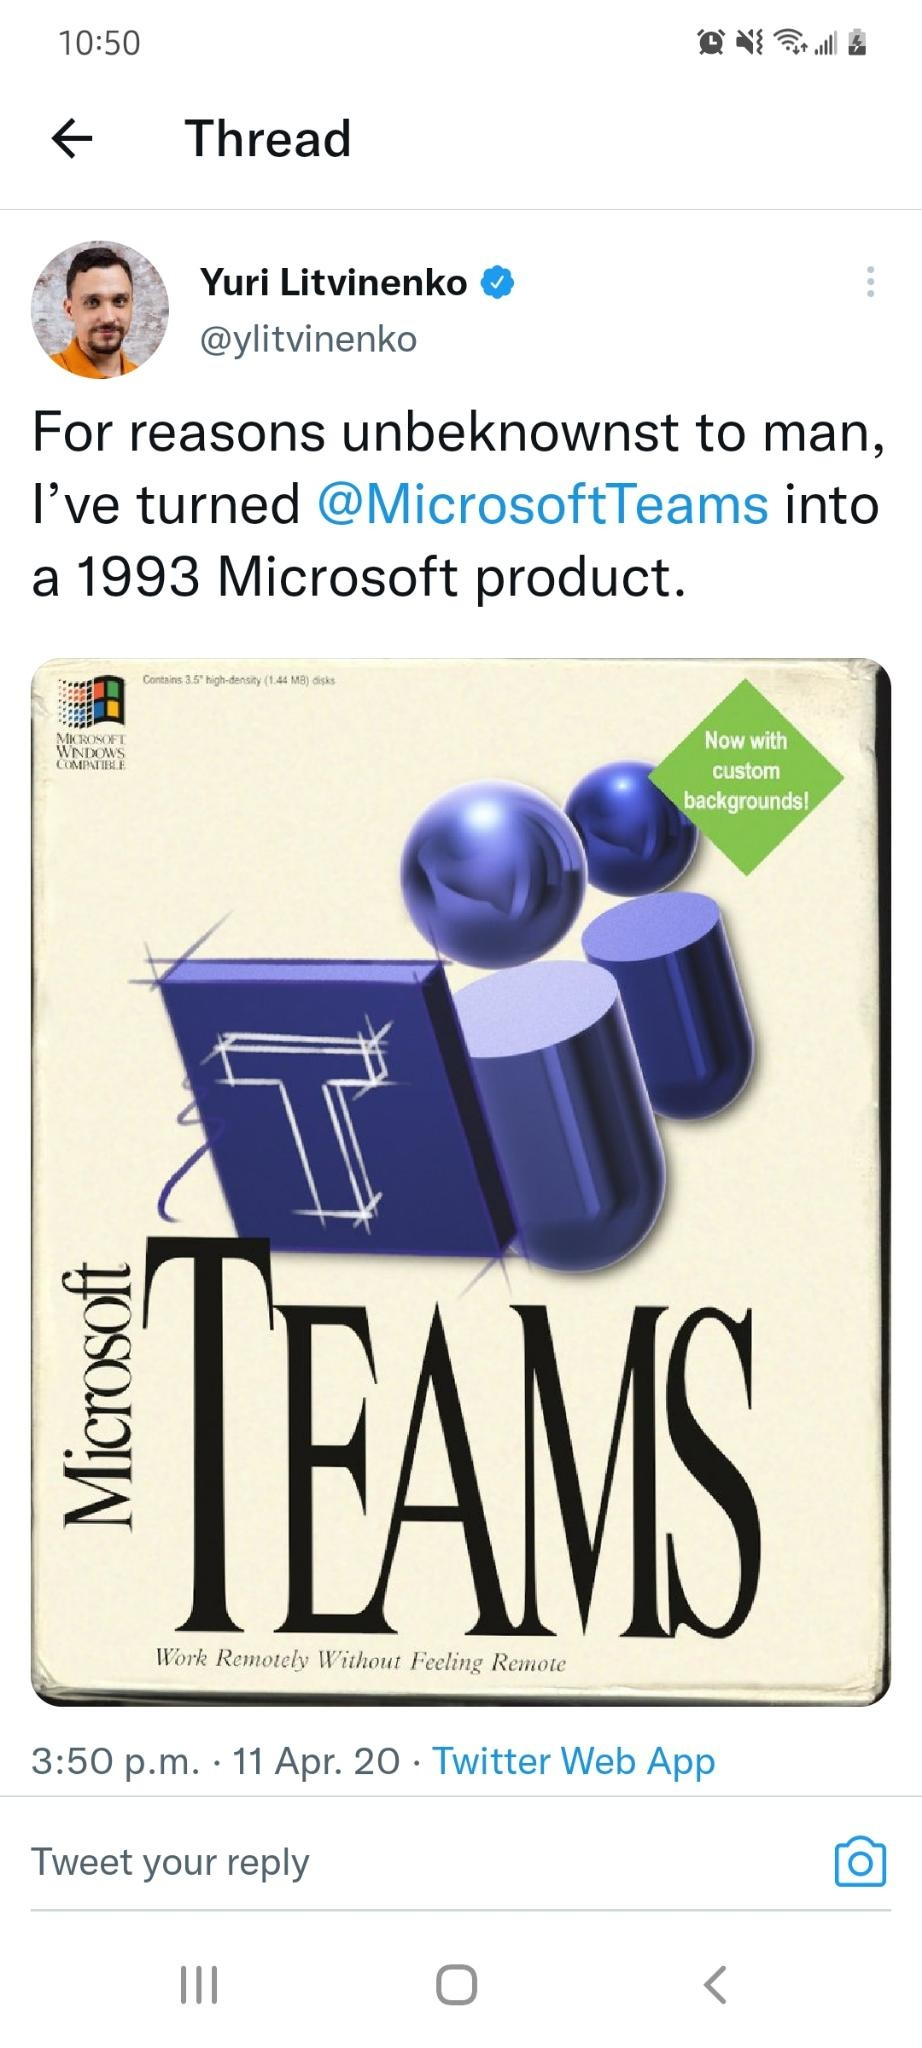 10:50
Thread
Yuri Litvinenko
@ylitvinenko
For reasons unbeknownst to man,
I’ve turned @MicrosoftTeams into
a 1993 Microsoft product.
Contains 3.5" high-density (1.44 MB) disks
MICROSOFT
WINDOWS
COMPATIBLE
Now with
custom
backgrounds!
T
Microsoft
TEAMS
Work Remotely Without Feeling Remote
3:50 p.m. · 11 Apr. 20 · Twitter Web App
Tweet your reply